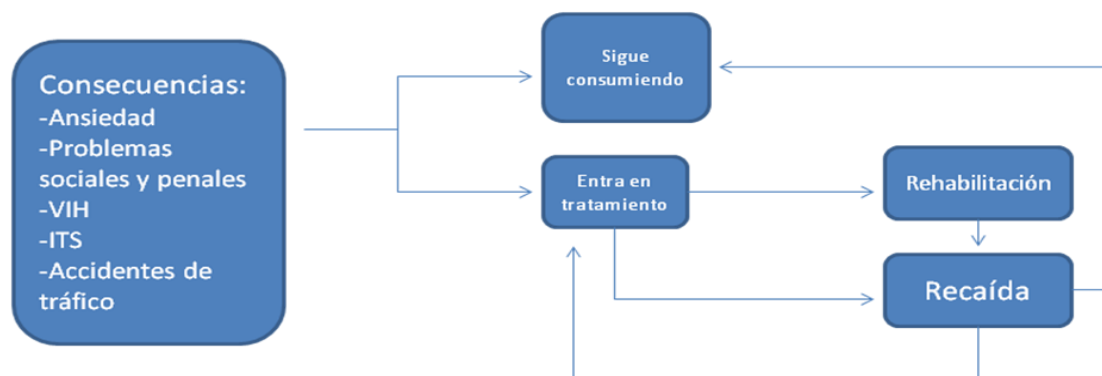 Consecuencias:
-Ansiedad
-Problemas
sociales y penales
-VIH
-ITS
-Accidentes de
tráfico
Sigue
consumiendo
Entra en
tratamiento
Rehabilitación
Recaída